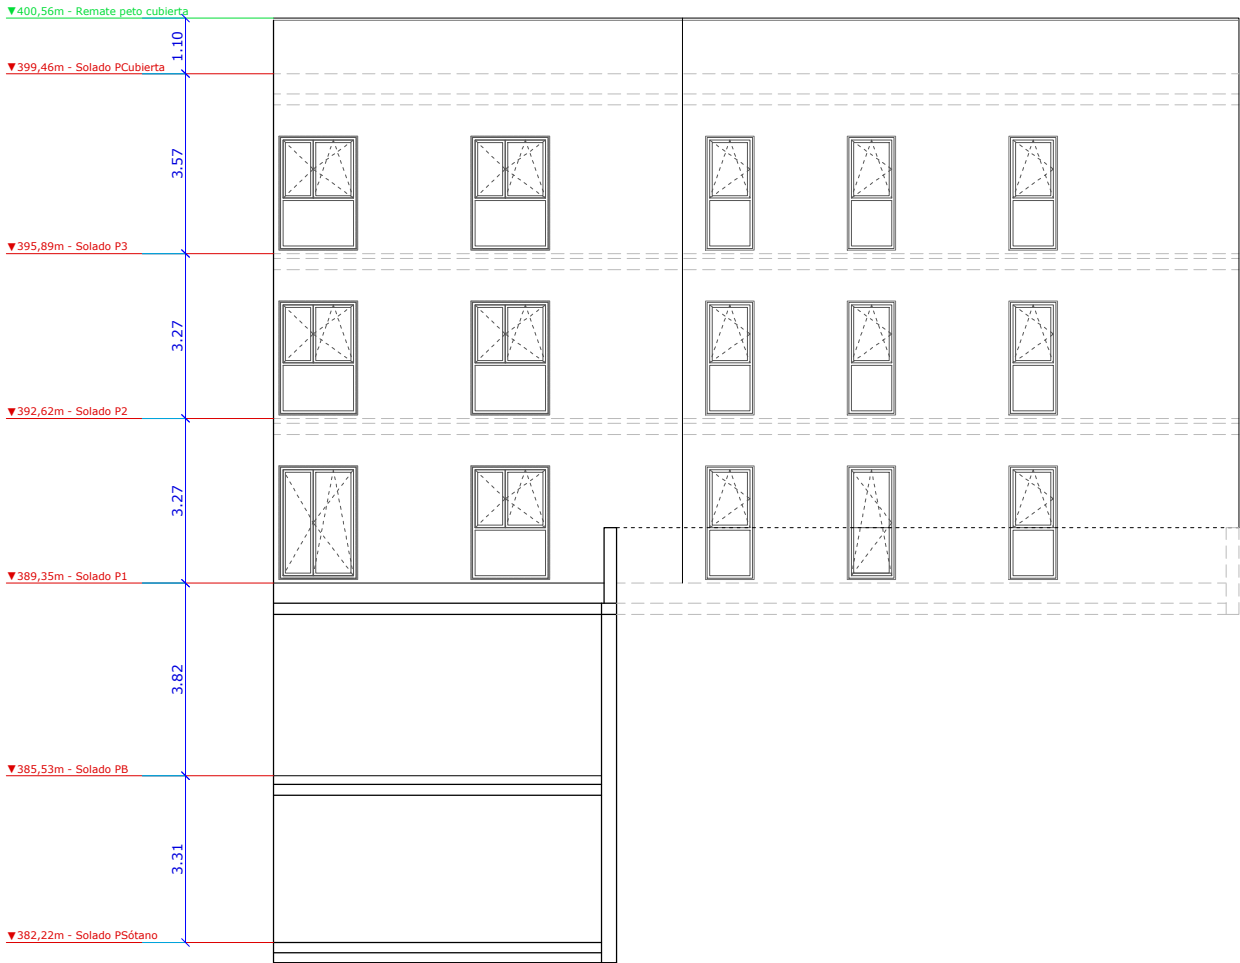 ▼400,56m - Remate peto cubierta
1.10
▼399,46m - Solado PCubierta
3.57
▼395,89m - Solado P3
3.27
▼392,62m - Solado P2
3.27
▼389,35m - Solado P1
3.82
▼385,53m - Solado PB
3.31
▼382,22m - Solado PSótano